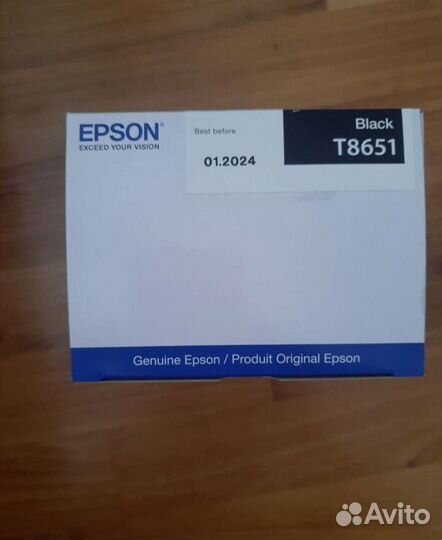 EPSON
EXCEED YOUR VISION
Best before
01.2024
Black
T8651
Genuine Epson / Produit Original Epson
Avito